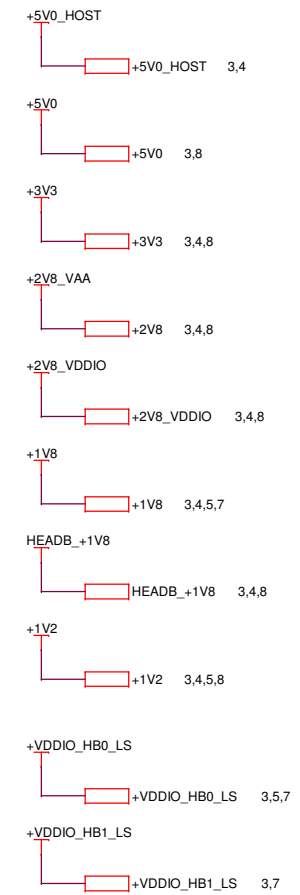 +5V0_HOST
+5V0_HOST 3,4
+5V0
+5V0 3,8
+3V3
+3V3 3,4,8
+2V8_VAA
+2V8 3,4,8
+2V8_VDDIO
+2V8_VDDIO 3,4,8
+1V8
+1V8 3,4,5,7
HEADB_+1V8
HEADB_+1V8 3,4,8
+1V2
+1V2 3,4,5,8
+VDDIO_HB0_LS
+VDDIO_HB0_LS 3,5,7
+VDDIO_HB1_LS
+VDDIO_HB1_LS 3,7